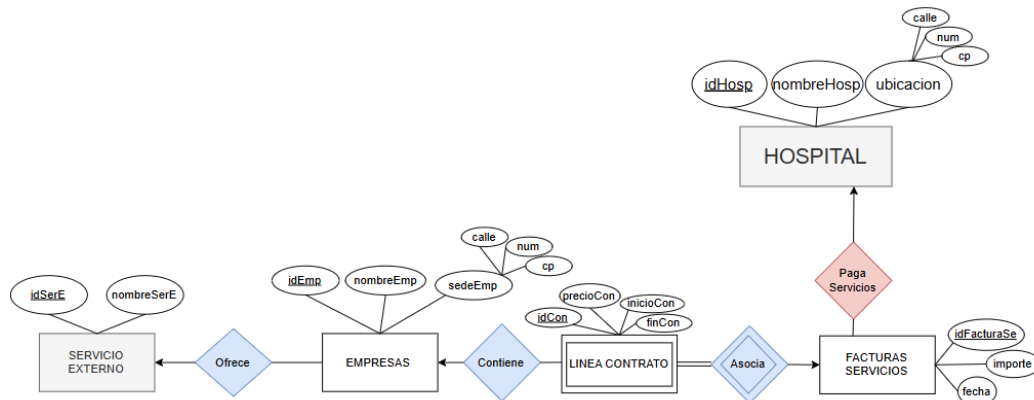 calle
num
cp
idHosp
nombreHosp
ubicacion
HOSPITAL
calle
num
cp
idEmp
nombreEmp
sedeEmp
idSerE
nombreSerE
precioCon
inicioCon
idCon
finCon
Paga
Servicios
idFacturaSe
SERVICIO
EXTERNO
Ofrece
EMPRESAS
Contiene
LINEA CONTRATO
Asocia
FACTURAS
SERVICIOS
importe
fecha